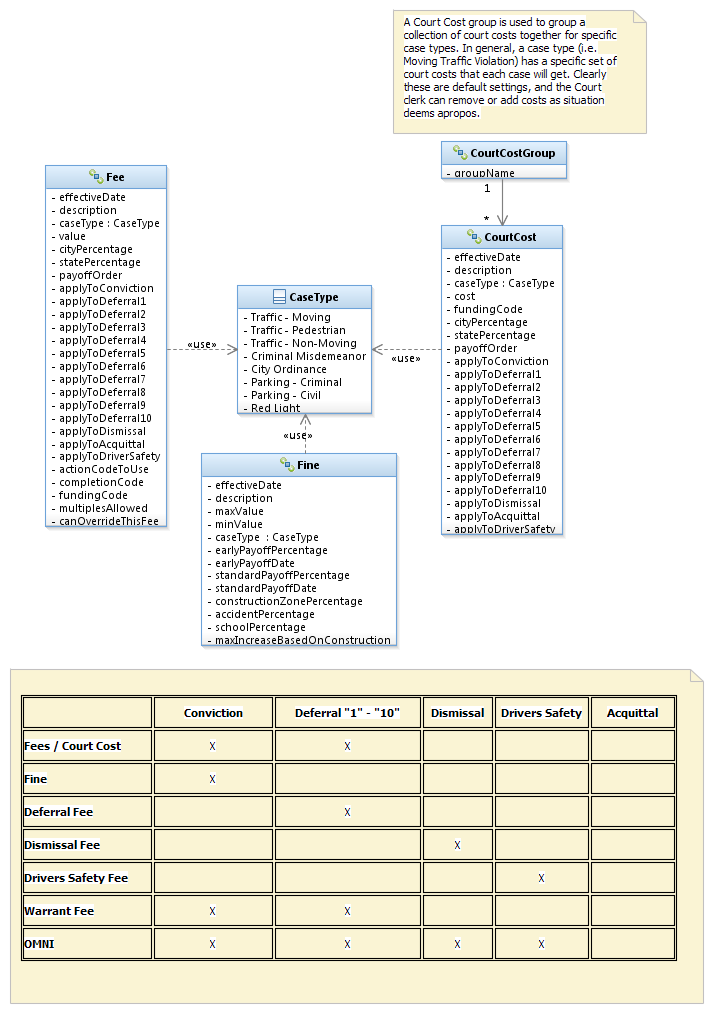 A Court Cost group is used to group a
collection of court costs together for specific
case types. In general, a case type (i.e.
Moving Traffic Violation) has a specific set of
court costs that each case will get. Clearly
these are default settings, and the Court
clerk can remove or add costs as situation
deems apropos.
CourtCostGroup
- groupName
1
*
Fee
- effectiveDate
- description
- caseType : CaseType
- value
- cityPercentage
- statePercentage
- payoffOrder
- applyToConviction
- applyToDeferral1
- applyToDeferral2
- applyToDeferral3
- applyToDeferral4
- applyToDeferral5
- applyToDeferral6
- applyToDeferral7
- applyToDeferral8
- applyToDeferral9
- applyToDeferral10
- applyToDismissal
- applyToAcquittal
- applyToDriverSafety
- actionCodeToUse
- completionCode
- fundingCode
- multiplesAllowed
- canOverrideThisFee
«use»
CaseType
- Traffic - Moving
- Traffic - Pedestrian
- Traffic - Non-Moving
- Criminal Misdemeanor
- City Ordinance
- Parking - Criminal
- Parking - Civil
- Red Light
«use»
CourtCost
- effectiveDate
- description
- caseType : CaseType
- cost
- fundingCode
- cityPercentage
- statePercentage
- payoffOrder
- applyToConviction
- applyToDeferral1
- applyToDeferral2
- applyToDeferral3
- applyToDeferral4
- applyToDeferral5
- applyToDeferral6
- applyToDeferral7
- applyToDeferral8
- applyToDeferral9
- applyToDeferral10
- applyToDismissal
- applyToAcquittal
- applyToDriverSafety
«use»
Fine
- effectiveDate
- description
- maxValue
- minValue
- caseType : CaseType
- earlyPayoffPercentage
- earlyPayoffDate
- standardPayoffPercentage
- standardPayoffDate
- constructionZonePercentage
- accidentPercentage
- schoolPercentage
- maxIncreaseBasedOnConstruction
Conviction Deferral "1" - "10" Dismissal Drivers Safety Acquittal
Fees / Court Cost X X
Fine X
Deferral Fee X
Dismissal Fee X
Drivers Safety Fee X
Warrant Fee X X
OMNI X X X X